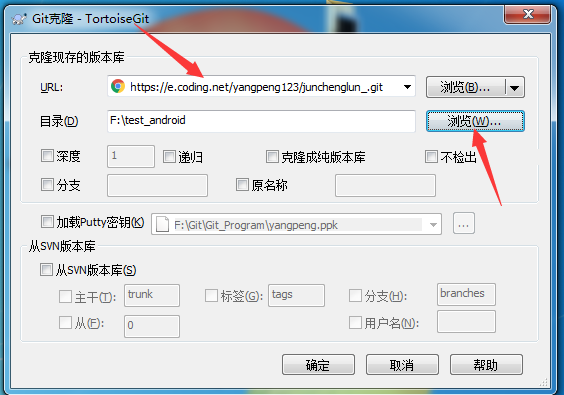 Git克隆 - TortoiseGit
克隆现存的版本库
URL: https://e.coding.net/yangpeng123/junchenglun_.git 浏览(B)...
目录(D) F:\test_android 浏览(W)...
深度 1 递归 克隆成纯版本库 不检出
分支 原名称
加载Putty密钥(K) F:\Git\Git_Program\yangpeng.ppk ...
从SVN版本库
从SVN版本库(S)
主干(T): trunk 标签(G): tags 分支(H): branches
从(F): 0 用户名(N):
确定 取消 帮助